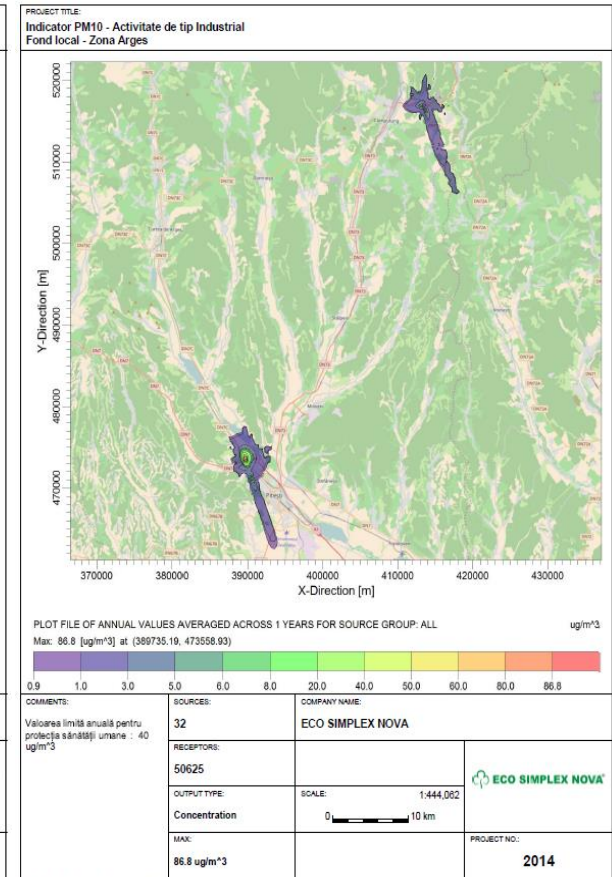 PROJECT TITLE:
Indicator PM10 - Activitate de tip Industrial
Fond local - Zona Arges
Y-Direction [m]
520000
510000
500000
490000
480000
470000
Pitești
370000 380000 390000 400000 410000 420000 430000
X-Direction [m]
PLOT FILE OF ANNUAL VALUES AVERAGED ACROSS 1 YEARS FOR SOURCE GROUP: ALL
ug/m^3
Max: 86.8 [ug/m^3] at (389735.19, 473558.93)
0.9 1.0 3.0 5.0 6.0 8.0 20.0 40.0 50.0 60.0 80.0 86.8
COMMENTS:
Valoarea limită anuală pentru
protecția sănătății umane : 40
ug/m^3
SOURCES:
32
COMPANY NAME:
ECO SIMPLEX NOVA
RECEPTORS:
50625
OUTPUT TYPE:
Concentration
SCALE:
1:444,062
0 10 km
MAX:
86.8 ug/m^3
ECO SIMPLEX NOVA
PROJECT NO.:
2014